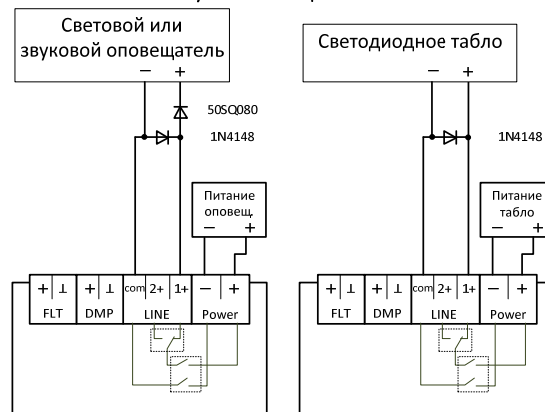 Световой или
звуковой оповещатель
− +
50SQ080
1N4148
Питание
оповещ.
− +
+ ⊥ + ⊥ com 2+ 1+ − +
FLT DMP LINE Power
Светодиодное табло
− +
1N4148
Питание
табло
− +
+ ⊥ + ⊥ com 2+ 1+ − +
FLT DMP LINE Power